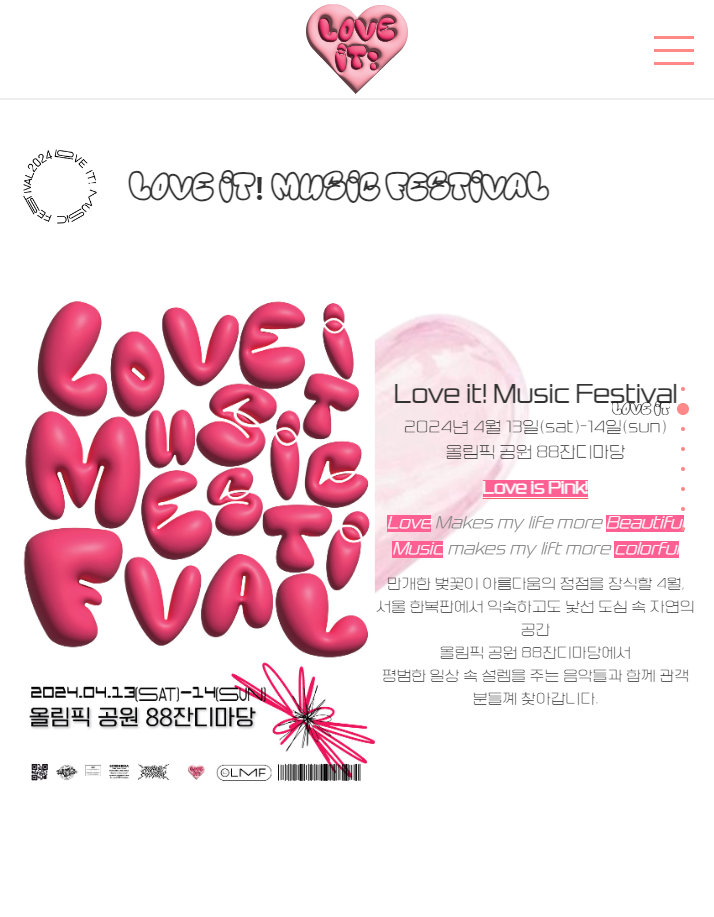 LOVE
iT?
2024 LOVE IT! MUSIC FESTIVAL
LOVE iT! MUSiC FESTiVAL
LOVE iT
MUSiC
FESTiVAL
2024.04.13(SAT)-14(SUN)
올림픽 공원 88잔디마당
OLMF
Love it! Music Festival
LOVE iT
2024년 4월 13일(sat)-14일(sun)
올림픽 공원 88잔디마당
Love is Pink!
Love Makes my life more Beautiful,
Music makes my lift more colorful
만개한 벚꽃이 아름다움의 정점을 장식할 4월,
서울 한복판에서 익숙하고도 낯선 도심 속 자연의
공간
올림픽 공원 88잔디마당에서
평범한 일상 속 설렘을 주는 음악들과 함께 관객
분들께 찾아갑니다.